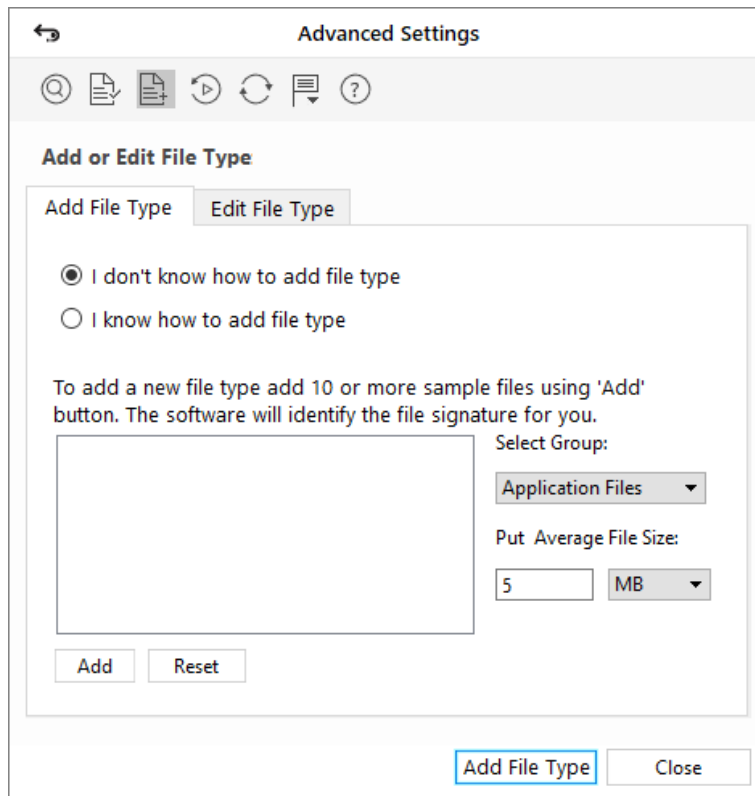 Advanced Settings
Add or Edit File Type
Add File Type
Edit File Type
I don't know how to add file type
I know how to add file type
To add a new file type add 10 or more sample files using 'Add'
button. The software will identify the file signature for you.
Select Group:
Application Files
Put Average File Size:
5
MB
Add
Reset
Add File Type
Close